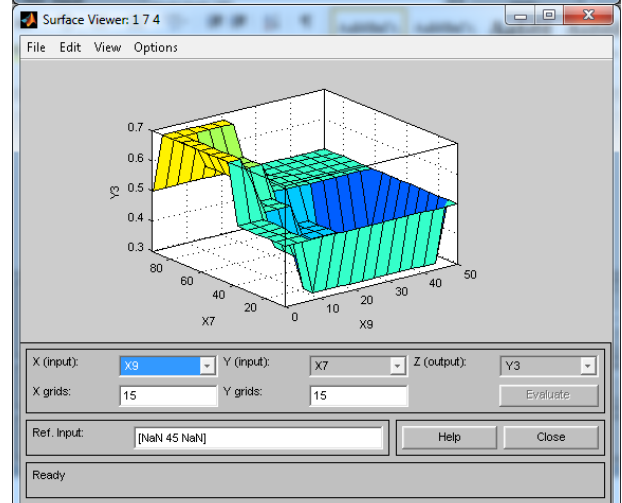 Surface Viewer: 1 7 4
File Edit View Options
0.7
0.6
0.5
0.4
0.3
Y3
80
60
40
20
X7
0
10
20
30
40
50
X9
X (input): X9 Y (input): X7 Z (output): Y3
X grids: 15 Y grids: 15 Evaluate
Ref. Input: [NaN 45 NaN] Help Close
Ready